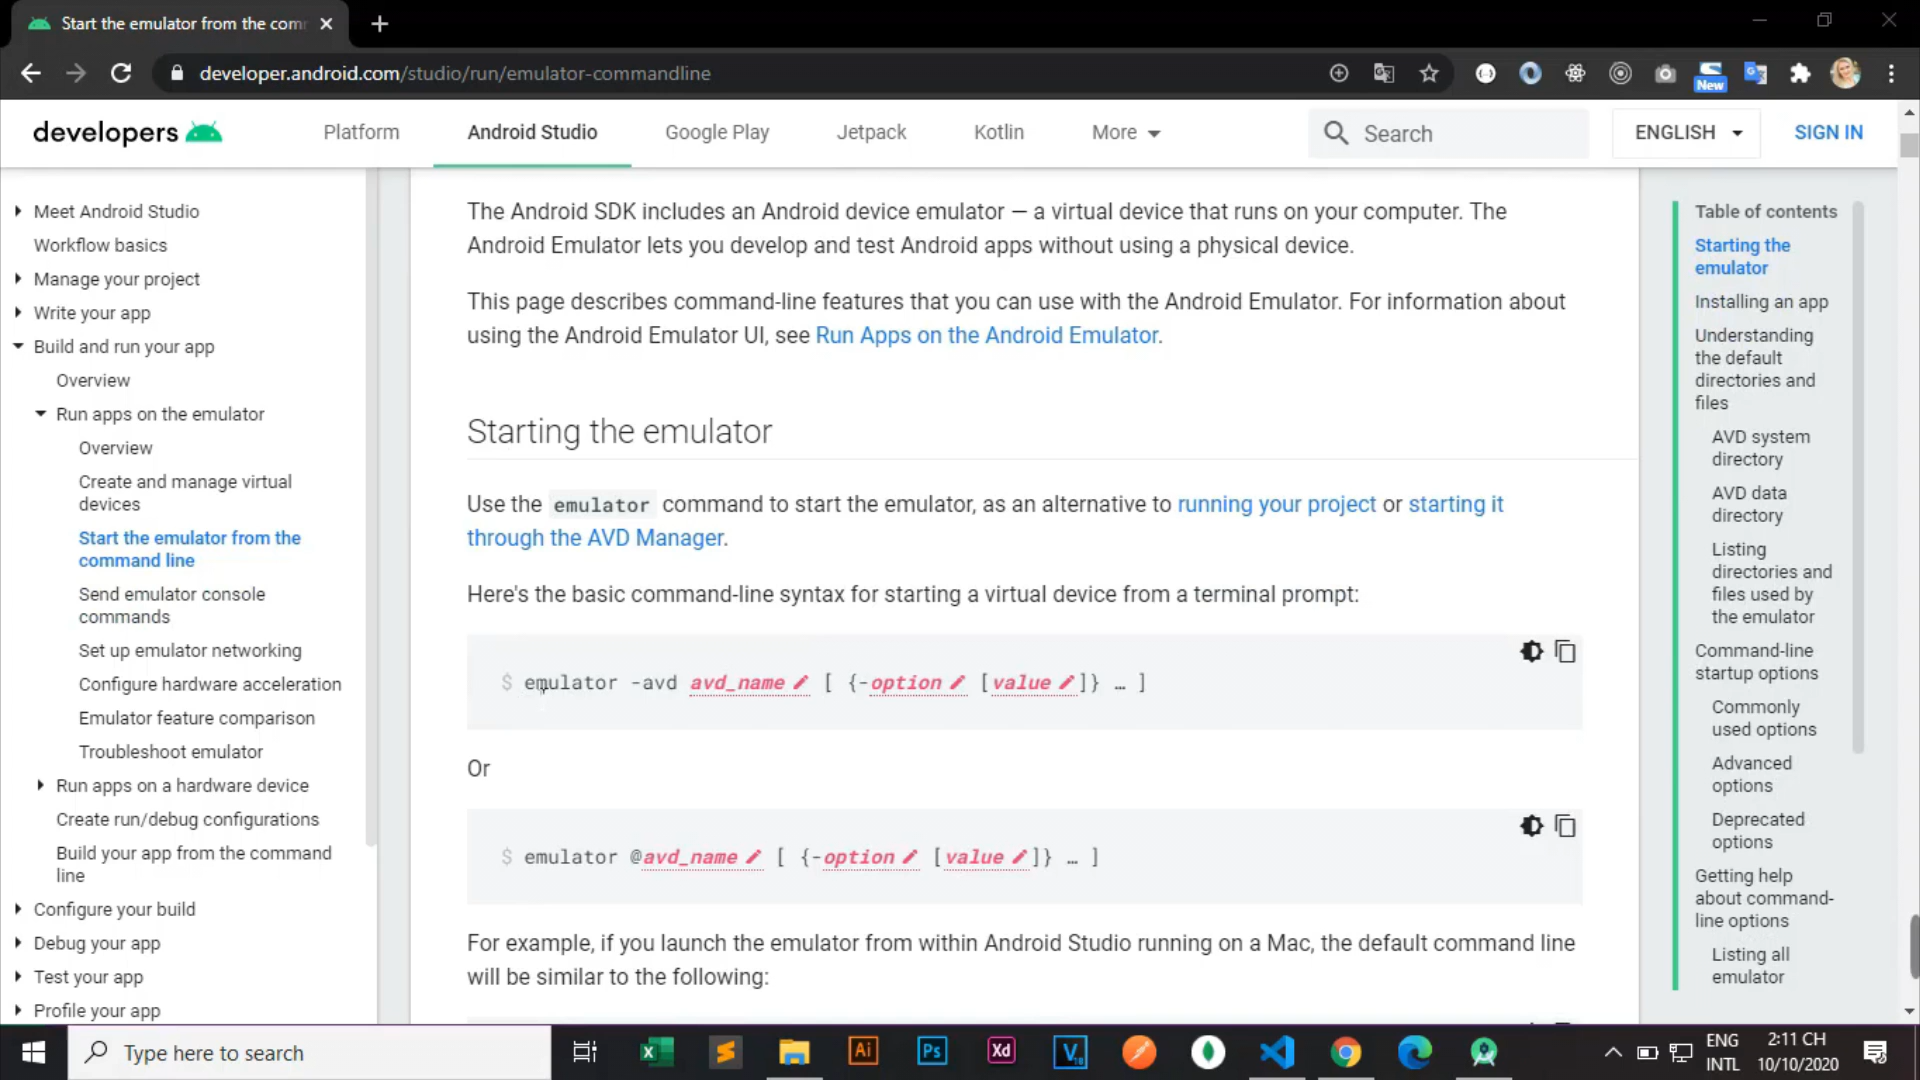 Start the emulator from the com
developer.android.com/studio/run/emulator-commandline
New
developers
Platform
Android Studio
Google Play
Jetpack
Kotlin
More
Search
ENGLISH
SIGN IN
Meet Android Studio
Workflow basics
Manage your project
Write your app
Build and run your app
Overview
Run apps on the emulator
Overview
Create and manage virtual
devices
Start the emulator from the
command line
Send emulator console
commands
Set up emulator networking
Configure hardware acceleration
Emulator feature comparison
Troubleshoot emulator
Run apps on a hardware device
Create run/debug configurations
Build your app from the command
line
Configure your build
Debug your app
Test your app
Profile your app
The Android SDK includes an Android device emulator — a virtual device that runs on your computer. The
Android Emulator lets you develop and test Android apps without using a physical device.
This page describes command-line features that you can use with the Android Emulator. For information about
using the Android Emulator UI, see Run Apps on the Android Emulator.
Starting the emulator
Use the emulator command to start the emulator, as an alternative to running your project or starting it
through the AVD Manager.
Here's the basic command-line syntax for starting a virtual device from a terminal prompt:
$ emulator -avd avd_name [ {-option [value]} … ]
Or
$ emulator @avd_name [ {-option [value]} … ]
For example, if you launch the emulator from within Android Studio running on a Mac, the default command line
will be similar to the following:
Table of contents
Starting the
emulator
Installing an app
Understanding
the default
directories and
files
AVD system
directory
AVD data
directory
Listing
directories and
files used by
the emulator
Command-line
startup options
Commonly
used options
Advanced
options
Deprecated
options
Getting help
about command-
line options
Listing all
emulator
Type here to search
Ai
Ps
Xd
ENG
INTL
2:11 CH
10/10/2020